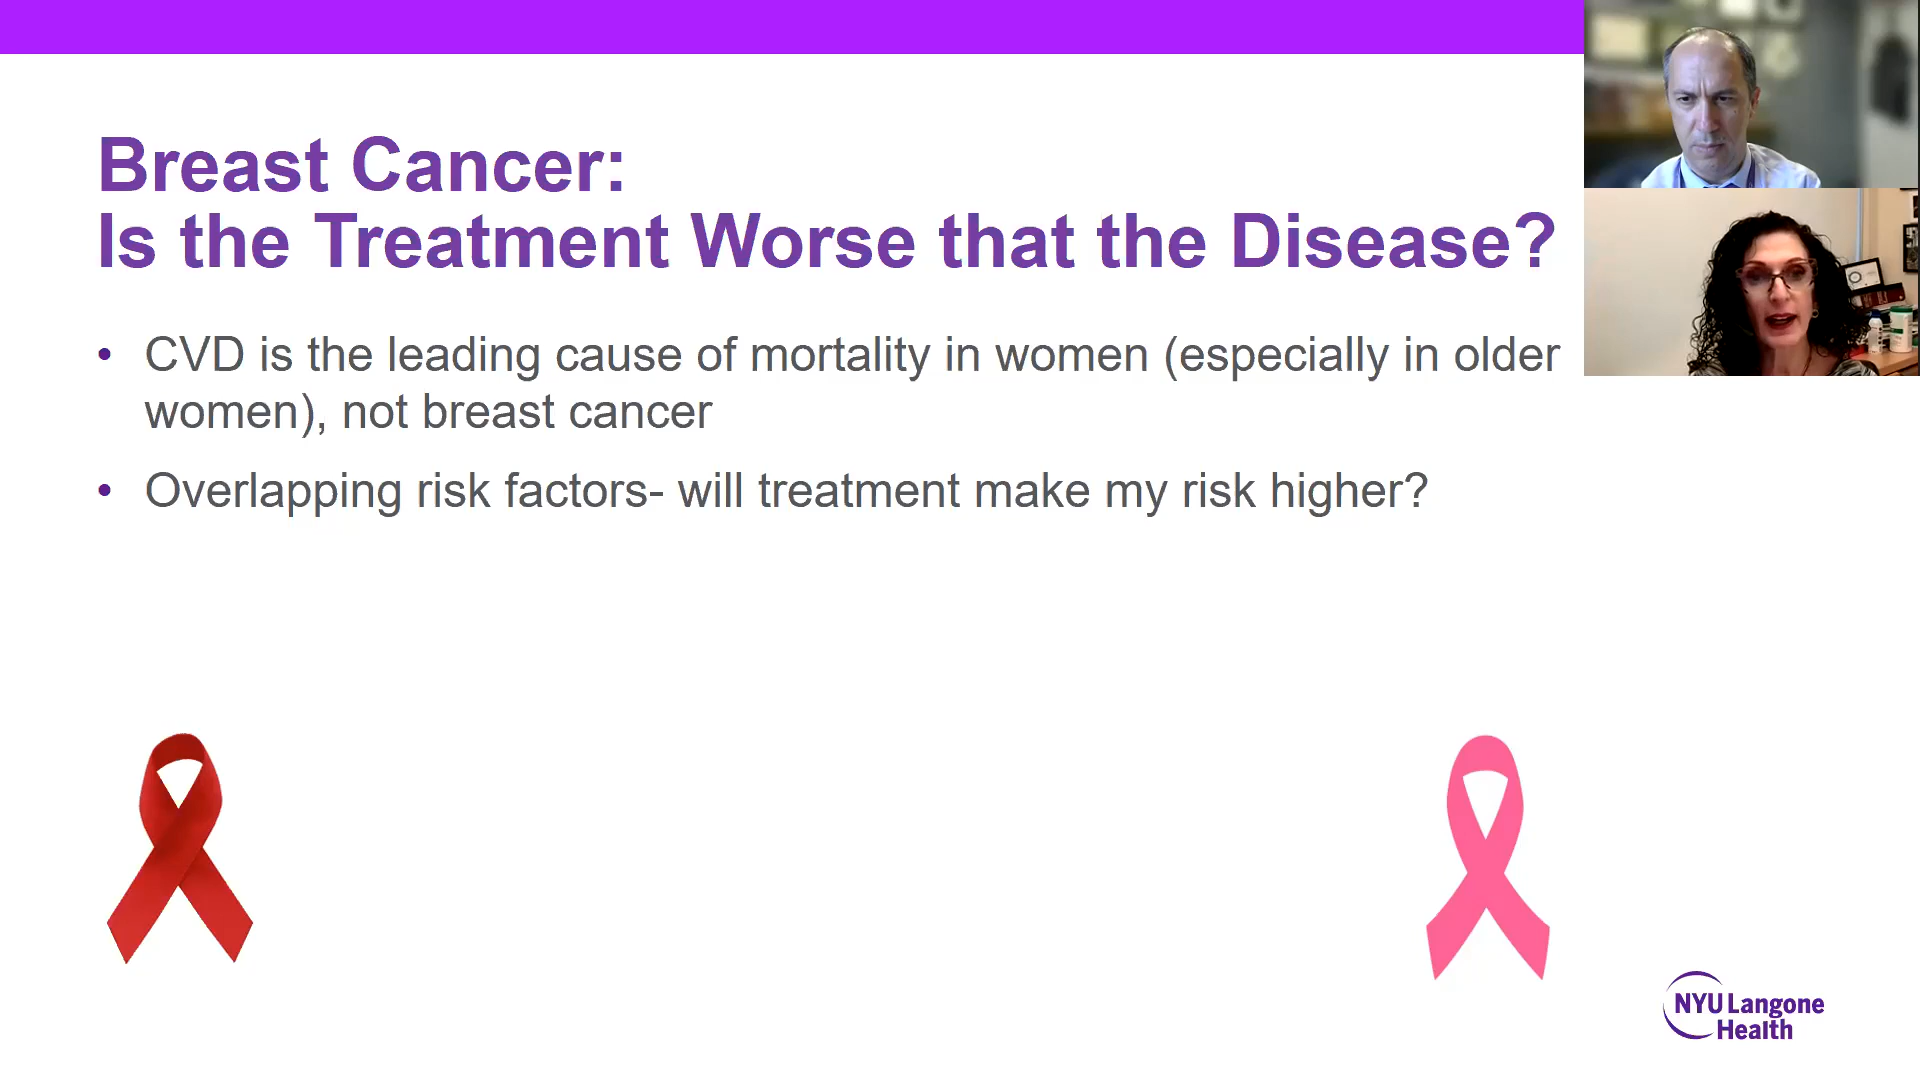 Breast Cancer:
Is the Treatment Worse that the Disease?
• CVD is the leading cause of mortality in women (especially in older
women), not breast cancer
• Overlapping risk factors- will treatment make my risk higher?
NYU Langone
Health